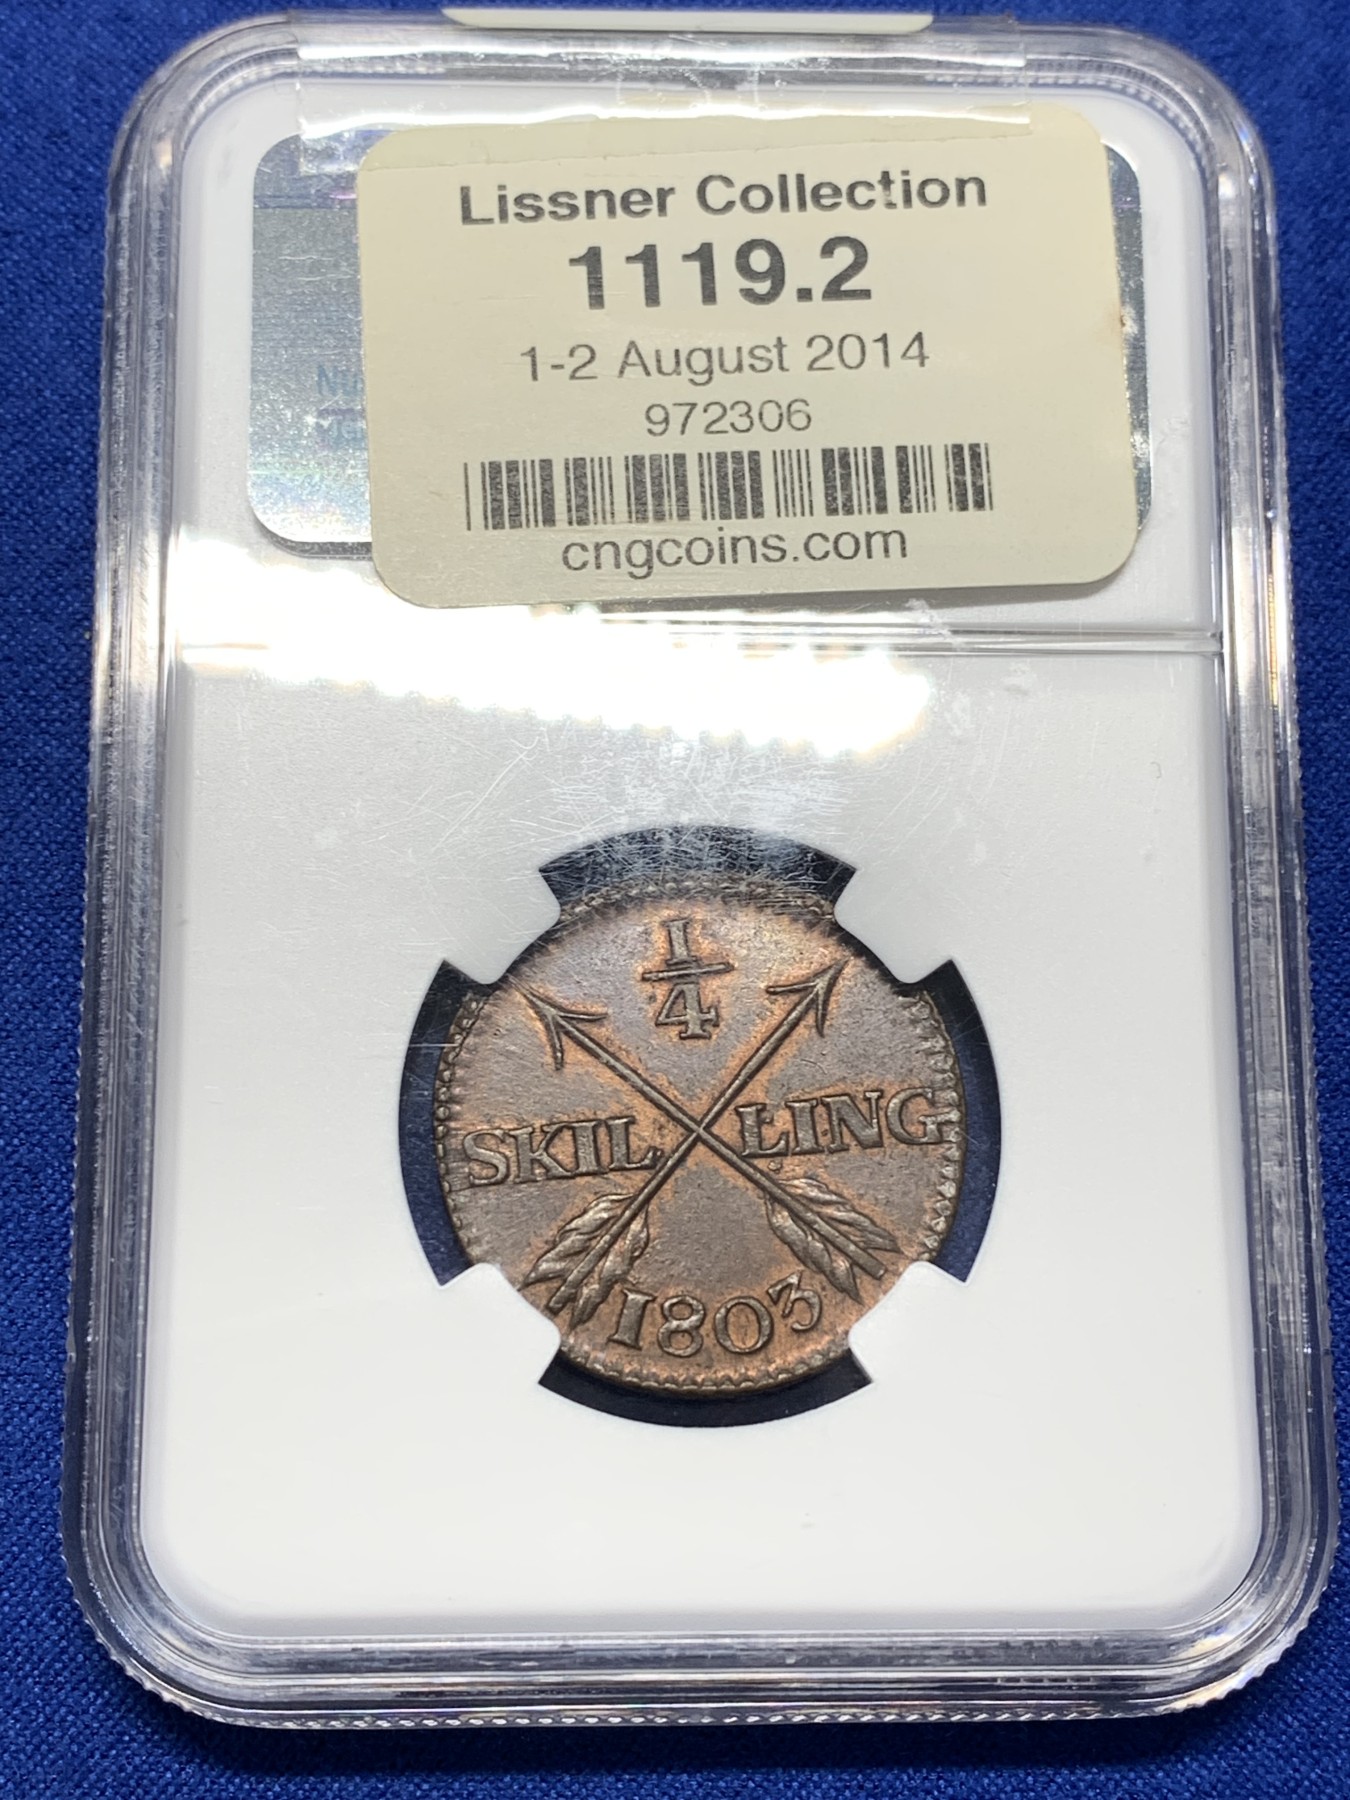 Lissner Collection
1119.2
1-2 August 2014
972306
cngcoins.com
1
4
SKIL LING
1803